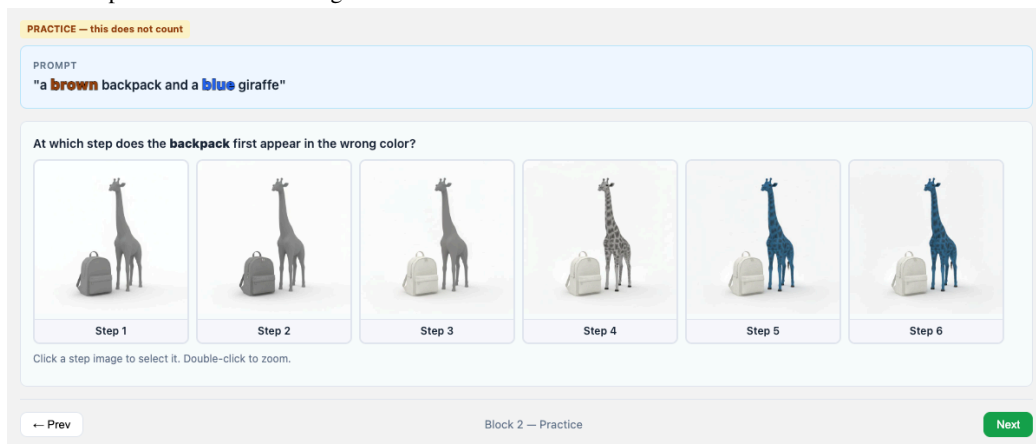 PRACTICE — this does not count
PROMPT
"a brown backpack and a blue giraffe"
At which step does the backpack first appear in the wrong color?
Step 1 Step 2 Step 3 Step 4 Step 5 Step 6
Click a step image to select it. Double-click to zoom.
← Prev Block 2 — Practice Next